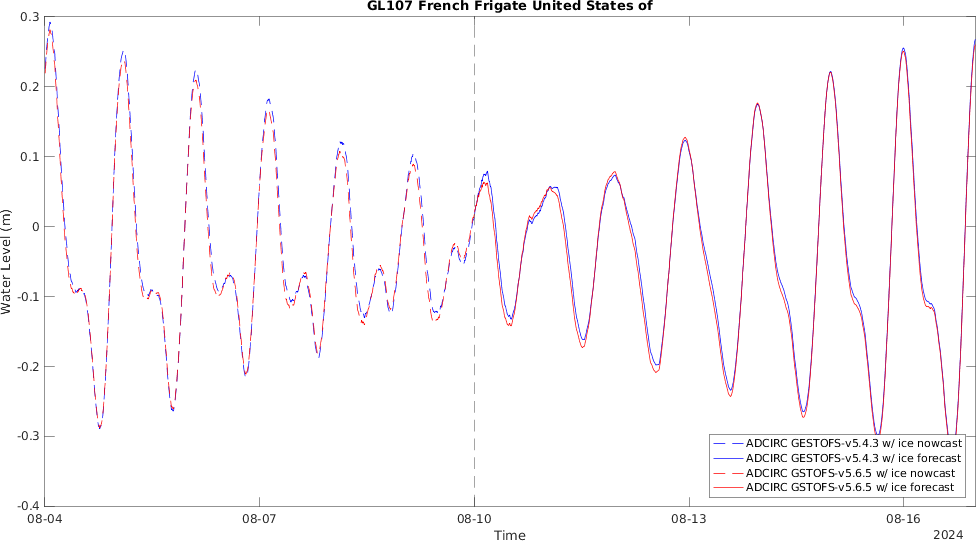 GL107 French Frigate United States of
0.3
0.2
0.1
0
-0.1
-0.2
-0.3
-0.4
Water Level (m)
08-04
08-07
08-10
08-13
08-16
Time
2024
ADCIRC GESTOFS-v5.4.3 w/ ice nowcast
ADCIRC GESTOFS-v5.4.3 w/ ice forecast
ADCIRC GSTOFS-v5.6.5 w/ ice nowcast
ADCIRC GSTOFS-v5.6.5 w/ ice forecast